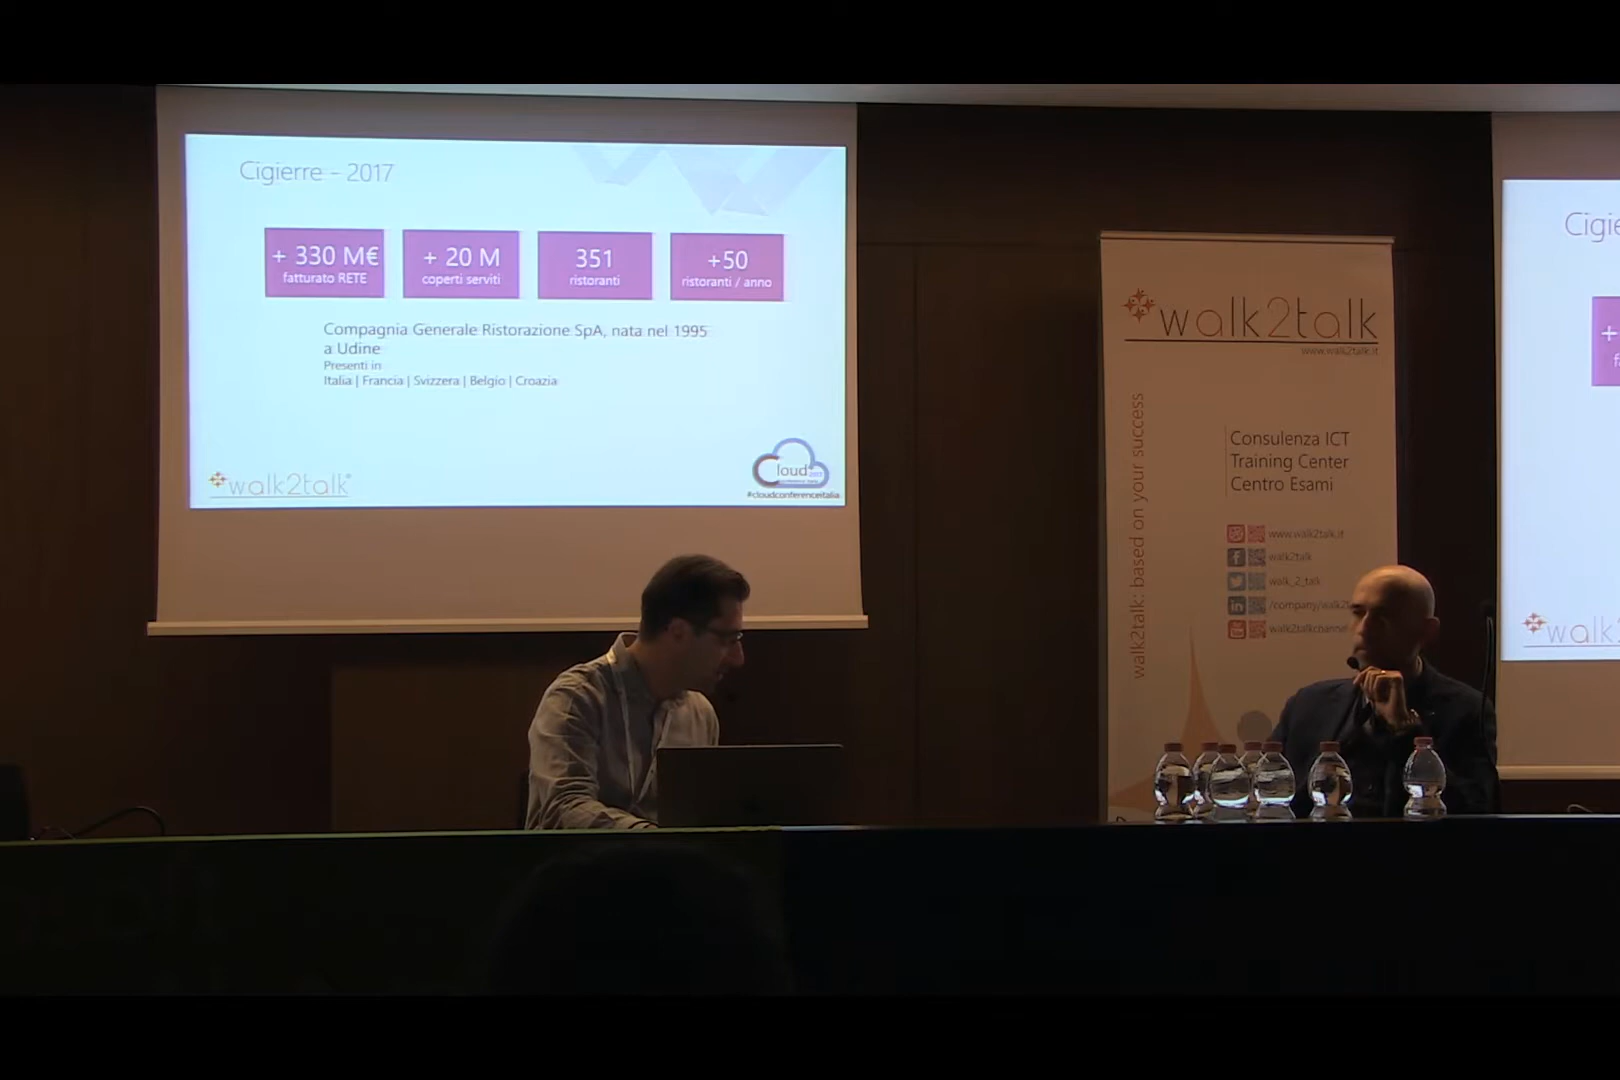 Cigierre - 2017
+ 330 M€
fatturato RETE
+ 20 M
coperti serviti
351
ristoranti
+50
ristoranti / anno
Compagnia Generale Ristorazione SpA, nata nel 1995
a Udine
Presenti in
Italia | Francia | Svizzera | Belgio | Croazia
walk2talk
Cloud
#cloudconferenceitalia
walk2talk
www.walk2talk.it
walk2talk: based on your success
Consulenza ICT
Training Center
Centro Esami
www.walk2talk.it
walk2talk
walk_2_talk
/company/walk2
walk2talkchannel
Cigie
+
walk